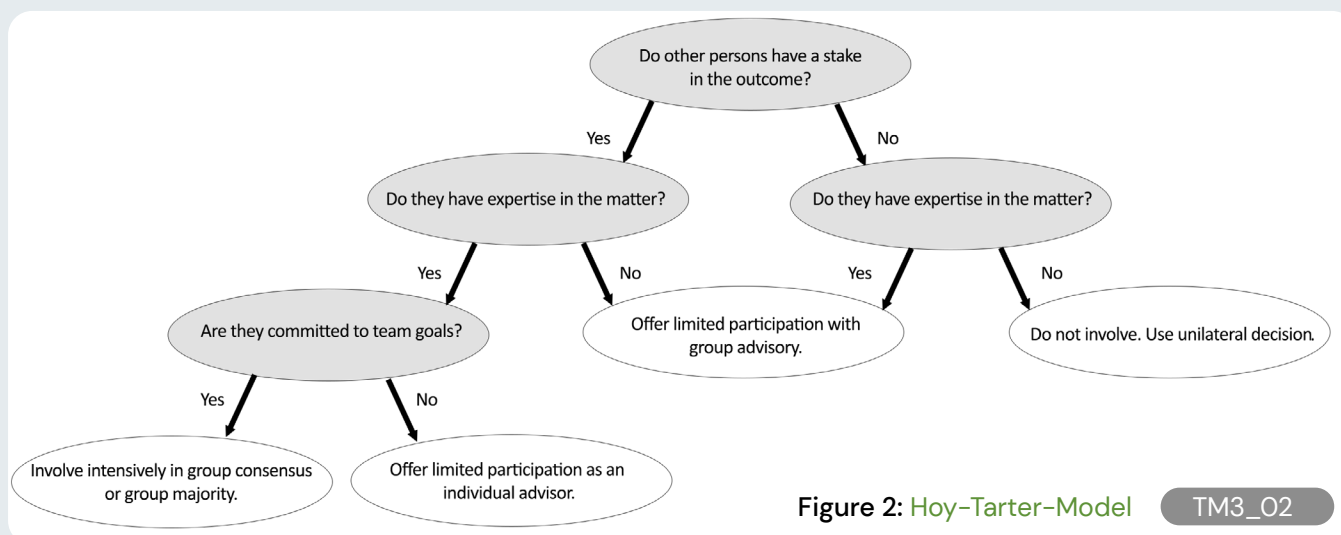 Do other persons have a stake
in the outcome?
Yes
No
Do they have expertise in the matter?
Do they have expertise in the matter?
Yes
No
Yes
No
Are they committed to team goals?
Offer limited participation with
group advisory.
Do not involve. Use unilateral decision.
Yes
No
Involve intensively in group consensus
or group majority.
Offer limited participation as an
individual advisor.
Figure 2: Hoy-Tarter-Model
TM3_02